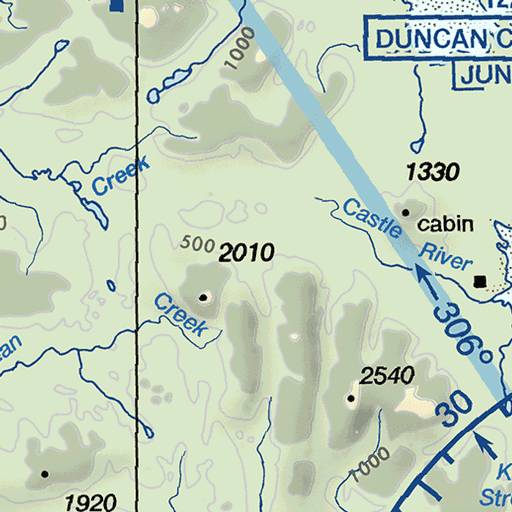 1000
DUNCAN C
JUN
1330
Creek
Castle River
cabin
500
2010
Creek
306°
2540
30
1000
1920
K
Str